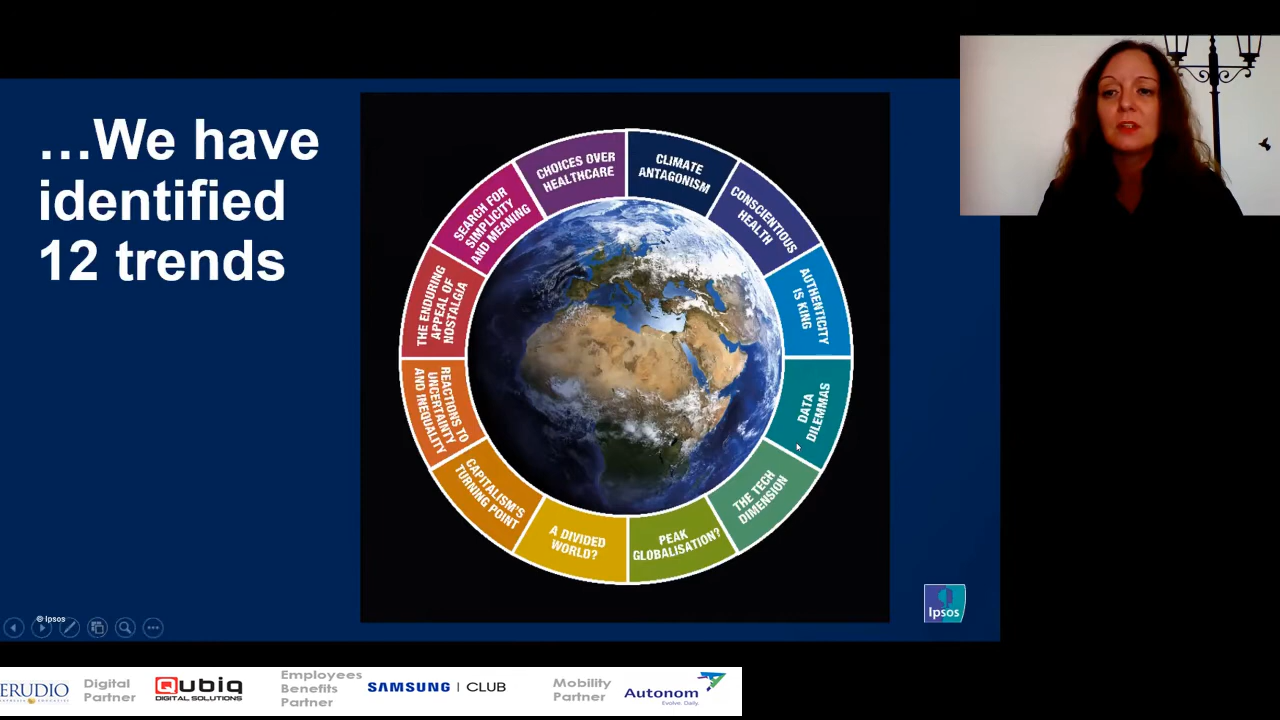 ...We have
identified
12 trends
CHOICES OVER
HEALTHCARE
CLIMATE
ANTAGONISM
CONSCIENTIOUS
HEALTH
AUTHENTICITY
IS KING
DATA
DILEMMAS
THE TECH
DIMENSION
PEAK
GLOBALISATION?
A DIVIDED
WORLD?
CAPITALISM'S
TURNING POINT
REACTIONS TO
UNCERTAINTY
AND INEQUALITY
THE ENDURING
APPEAL OF
NOSTALGIA
SEARCH FOR
SIMPLICITY
AND MEANING
Ipsos
© Ipsos
ERUDIO
Digital
Partner
Qubiq
DIGITAL SOLUTIONS
Employees
Benefits
Partner
SAMSUNG | CLUB
Mobility
Partner
Autonom
Evolve. Daily.